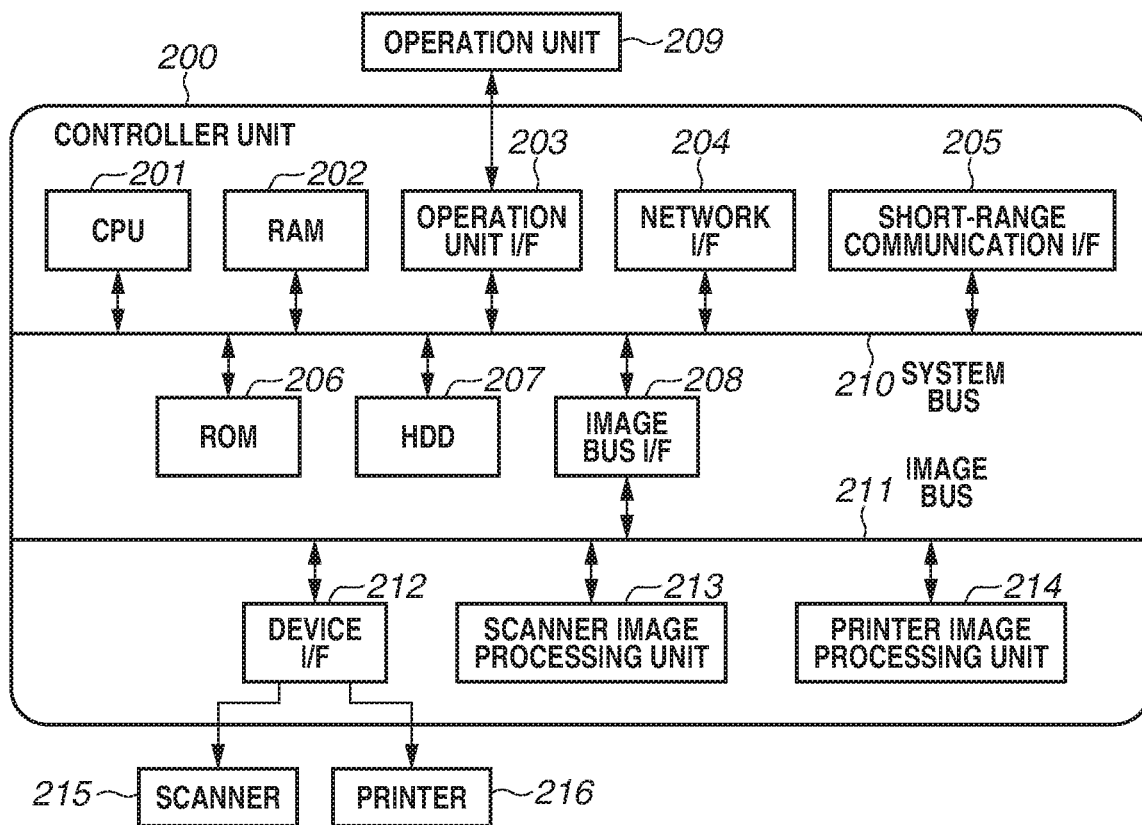 OPERATION UNIT
209
200
CONTROLLER UNIT
201
202
203
204
205
CPU
RAM
OPERATION
UNIT I/F
NETWORK
I/F
SHORT-RANGE
COMMUNICATION I/F
206
207
208
210
SYSTEM
BUS
ROM
HDD
IMAGE
BUS I/F
211
IMAGE
BUS
212
213
214
DEVICE
I/F
SCANNER IMAGE
PROCESSING UNIT
PRINTER IMAGE
PROCESSING UNIT
215
SCANNER
PRINTER
216